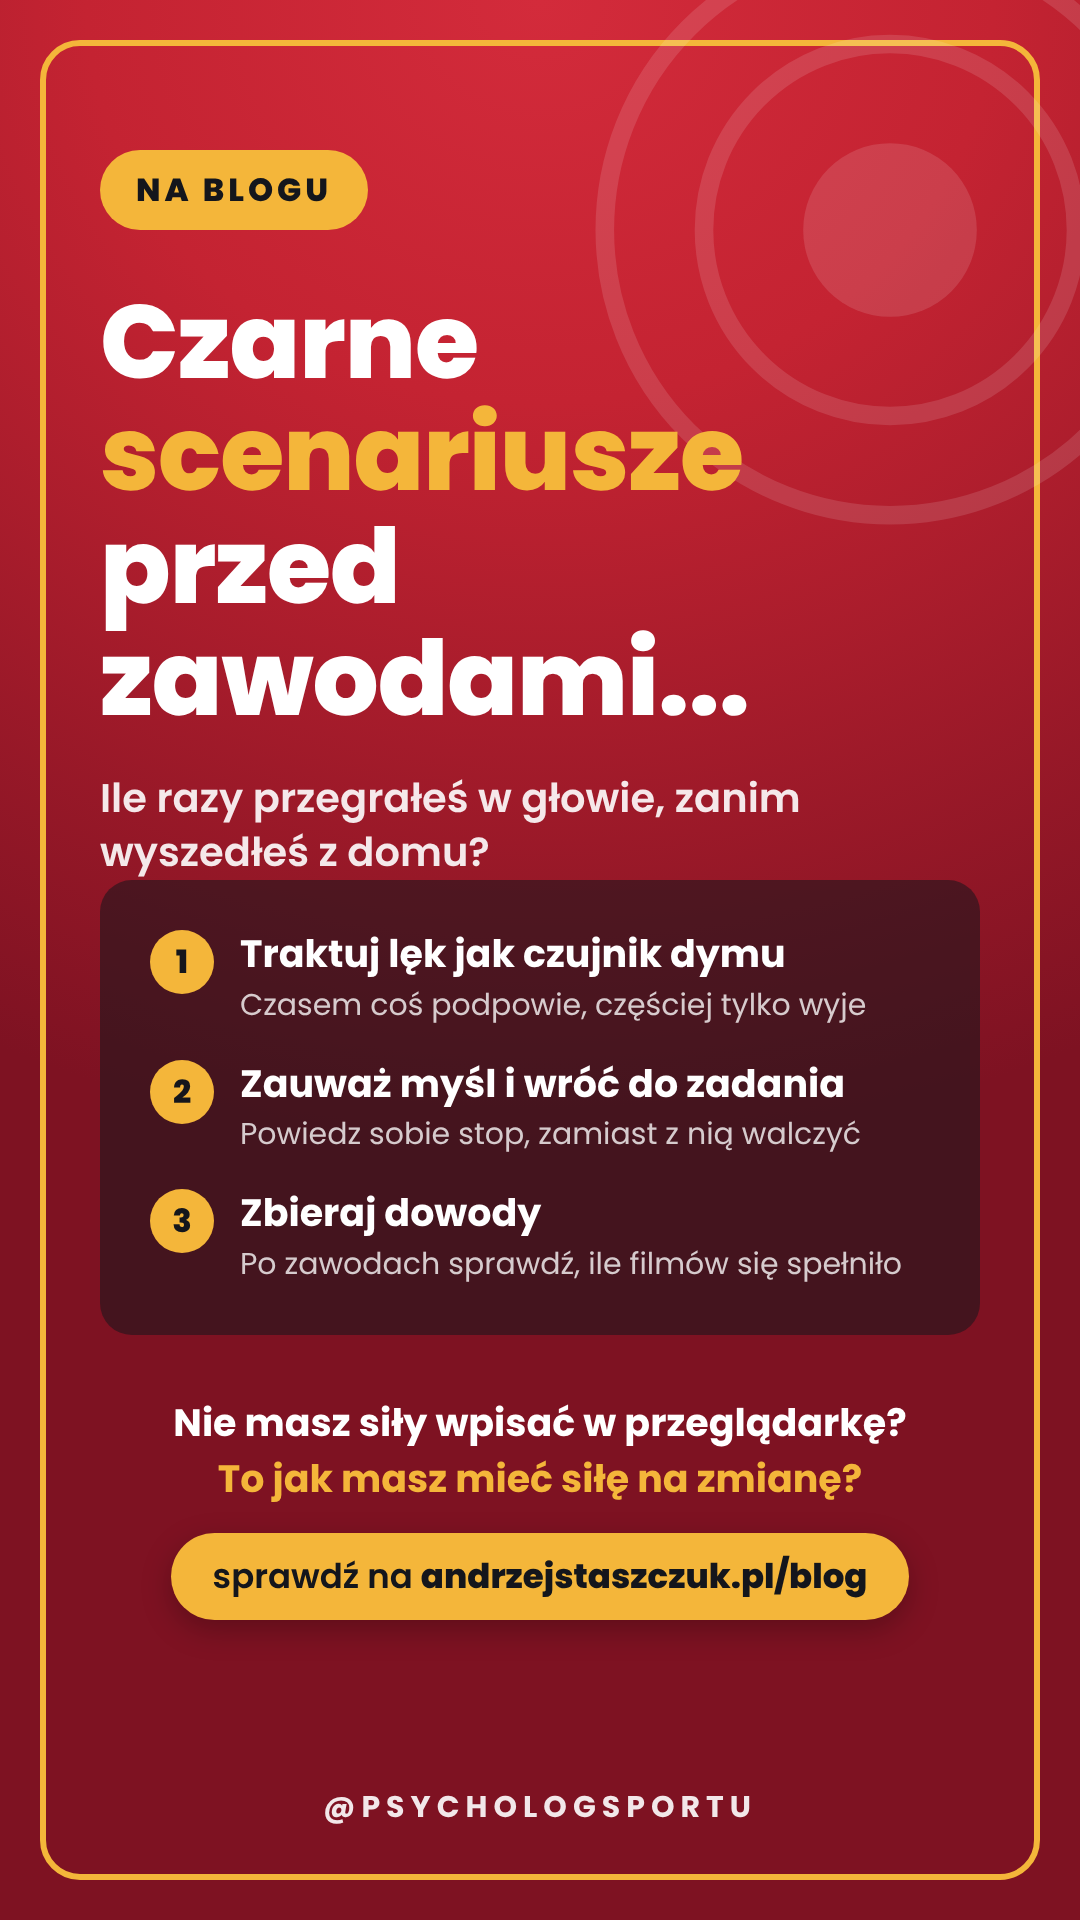 NA BLOGU
Czarne
scenariusze
przed
zawodami...
Ile razy przegrałeś w głowie, zanim
wyszedłeś z domu?
1 Traktuj lęk jak czujnik dymu
Czasem coś podpowie, częściej tylko wyje
2 Zauważ myśl i wróć do zadania
Powiedz sobie stop, zamiast z nią walczyć
3 Zbieraj dowody
Po zawodach sprawdź, ile filmów się spełniło
Nie masz siły wpisać w przeglądarkę?
To jak masz mieć siłę na zmianę?
sprawdź na andrzejstaszczuk.pl/blog
@PSYCHOLOGSPORTU